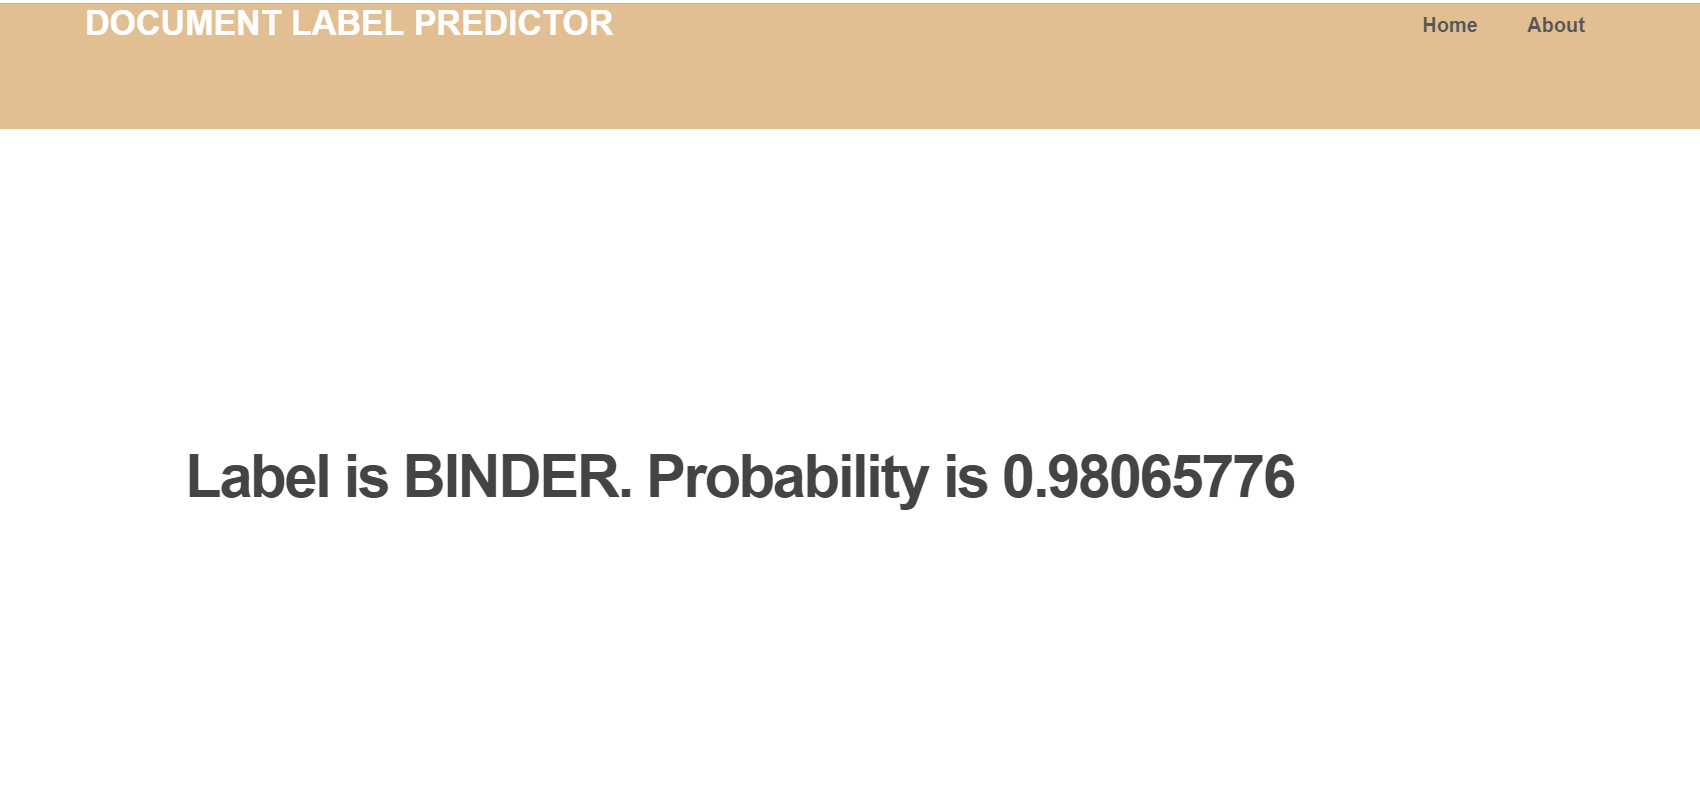 DOCUMENT LABEL PREDICTOR
Home About
Label is BINDER. Probability is 0.98065776